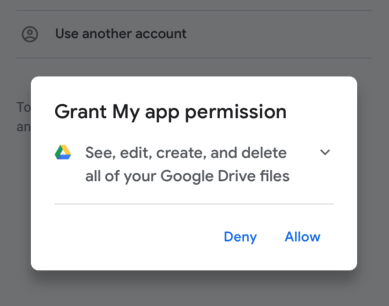 Use another account
To
an
Grant My app permission
See, edit, create, and delete
all of your Google Drive files
Deny Allow